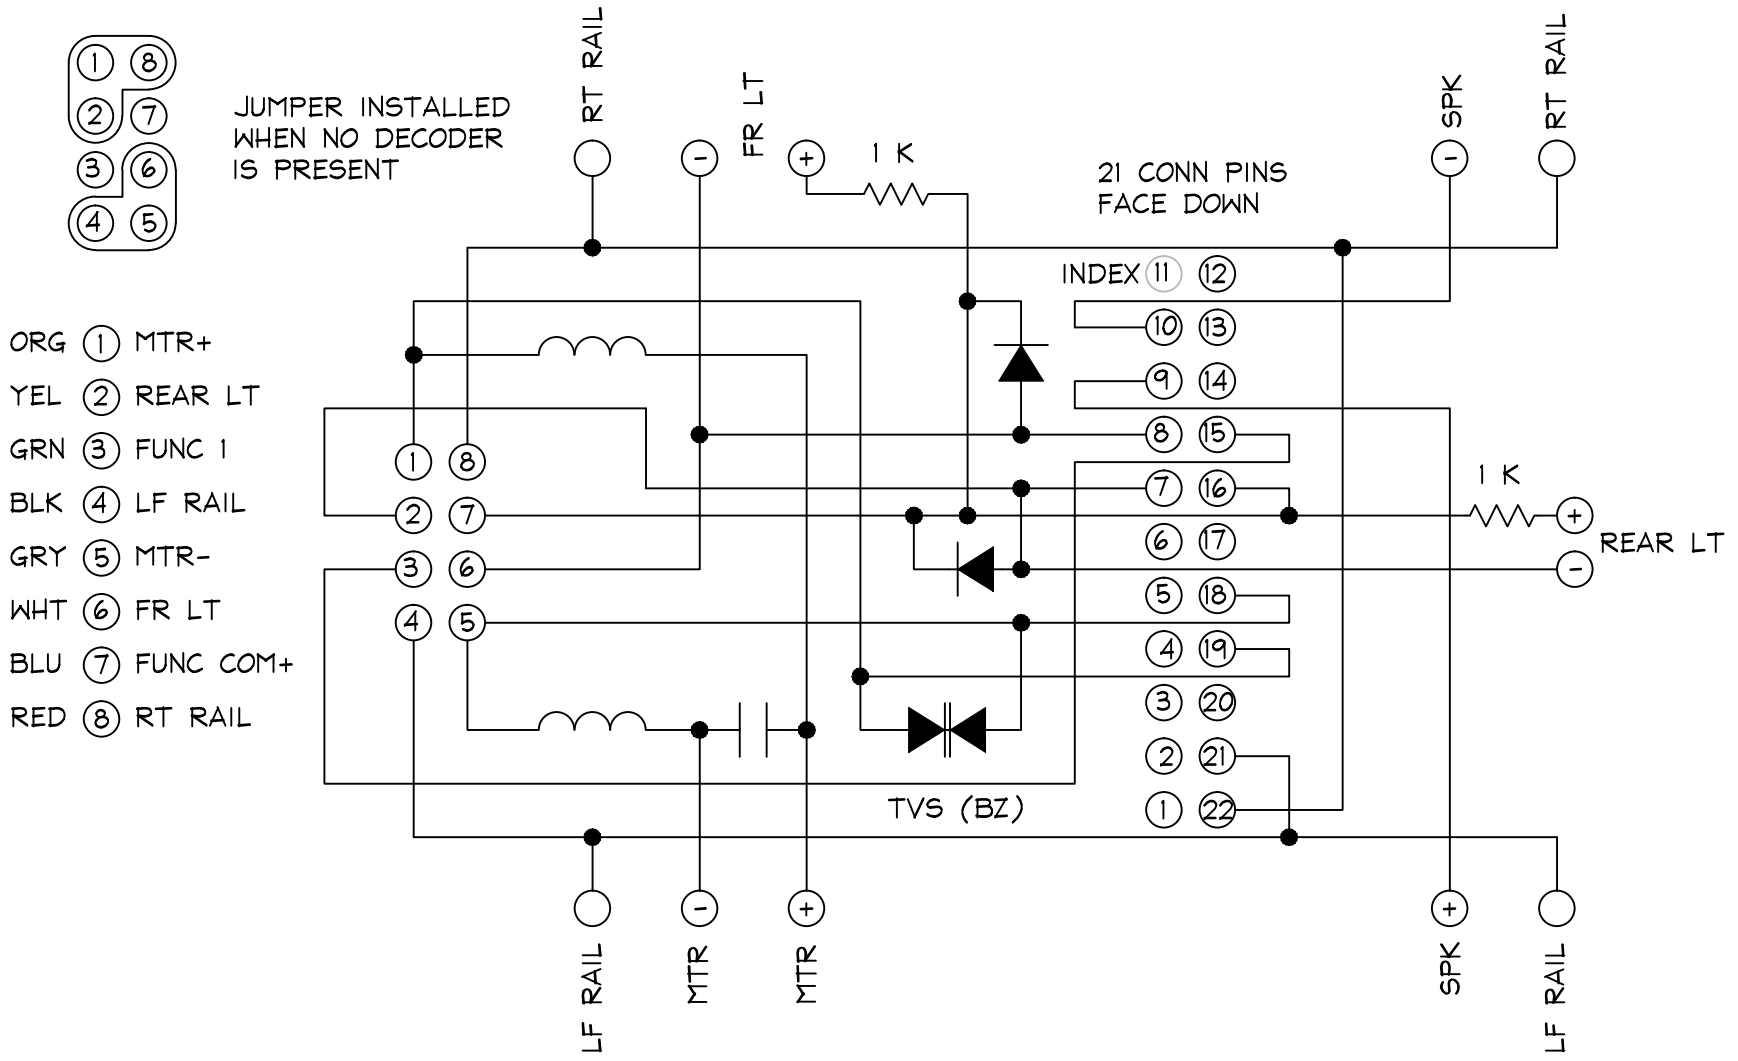 1 8
2 7
3 6
4 5
JUMPER INSTALLED
WHEN NO DECODER
IS PRESENT
RT RAIL
-
FR LT
+
1 K
21 CONN PINS
FACE DOWN
-
SPK
RT RAIL
ORG 1 MTR+
YEL 2 REAR LT
GRN 3 FUNC 1
BLK 4 LF RAIL
GRY 5 MTR-
WHT 6 FR LT
BLU 7 FUNC COM+
RED 8 RT RAIL
1 8
2 7
3 6
4 5
INDEX 11 12
10 13
9 14
8 15
7 16
6 17
5 18
4 19
3 20
2 21
1 22
1 K
+
REAR LT
-
TVS (BZ)
LF RAIL
-
MTR
+
MTR
+
SPK
LF RAIL